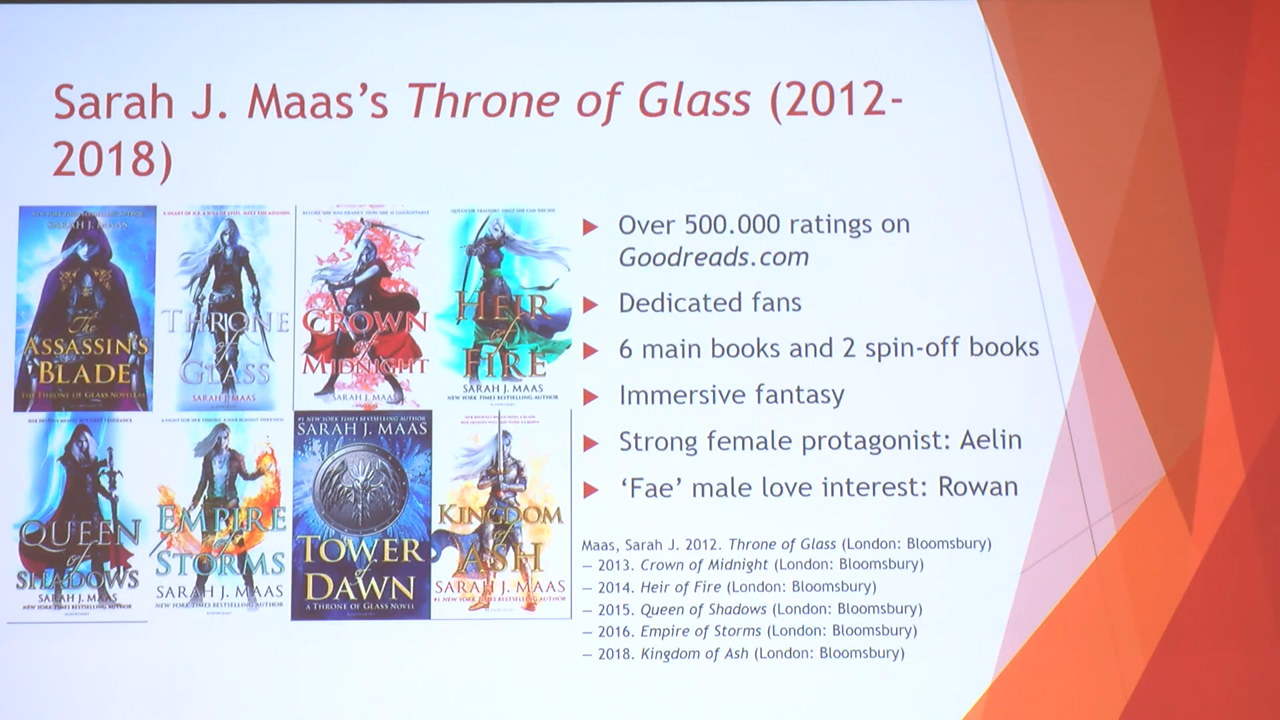 Sarah J. Maas’s Throne of Glass (2012-
2018)
SARAH J. MAAS
The
ASSASSIN'S
BLADE
THE THRONE OF GLASS NOVELLAS
THRONE
of
GLASS
SARAH J. MAAS
CROWN
of
MIDNIGHT
SARAH J. MAAS
HEIR
of
FIRE
SARAH J. MAAS
NEW YORK TIMES BESTSELLING AUTHOR
QUEEN
of
SHADOWS
SARAH J. MAAS
NEW YORK TIMES BESTSELLING AUTHOR
EMPIRE
of
STORMS
SARAH J. MAAS
NEW YORK TIMES BESTSELLING AUTHOR
#1 NEW YORK TIMES BESTSELLING AUTHOR
SARAH J. MAAS
TOWER
of
DAWN
A THRONE OF GLASS NOVEL
KINGDOM
of
ASH
SARAH J. MAAS
#1 NEW YORK TIMES BESTSELLING AUTHOR
Over 500.000 ratings on
Goodreads.com
Dedicated fans
6 main books and 2 spin-off books
Immersive fantasy
Strong female protagonist: Aelin
‘Fae’ male love interest: Rowan
Maas, Sarah J. 2012. Throne of Glass (London: Bloomsbury)
— 2013. Crown of Midnight (London: Bloomsbury)
— 2014. Heir of Fire (London: Bloomsbury)
— 2015. Queen of Shadows (London: Bloomsbury)
— 2016. Empire of Storms (London: Bloomsbury)
— 2018. Kingdom of Ash (London: Bloomsbury)